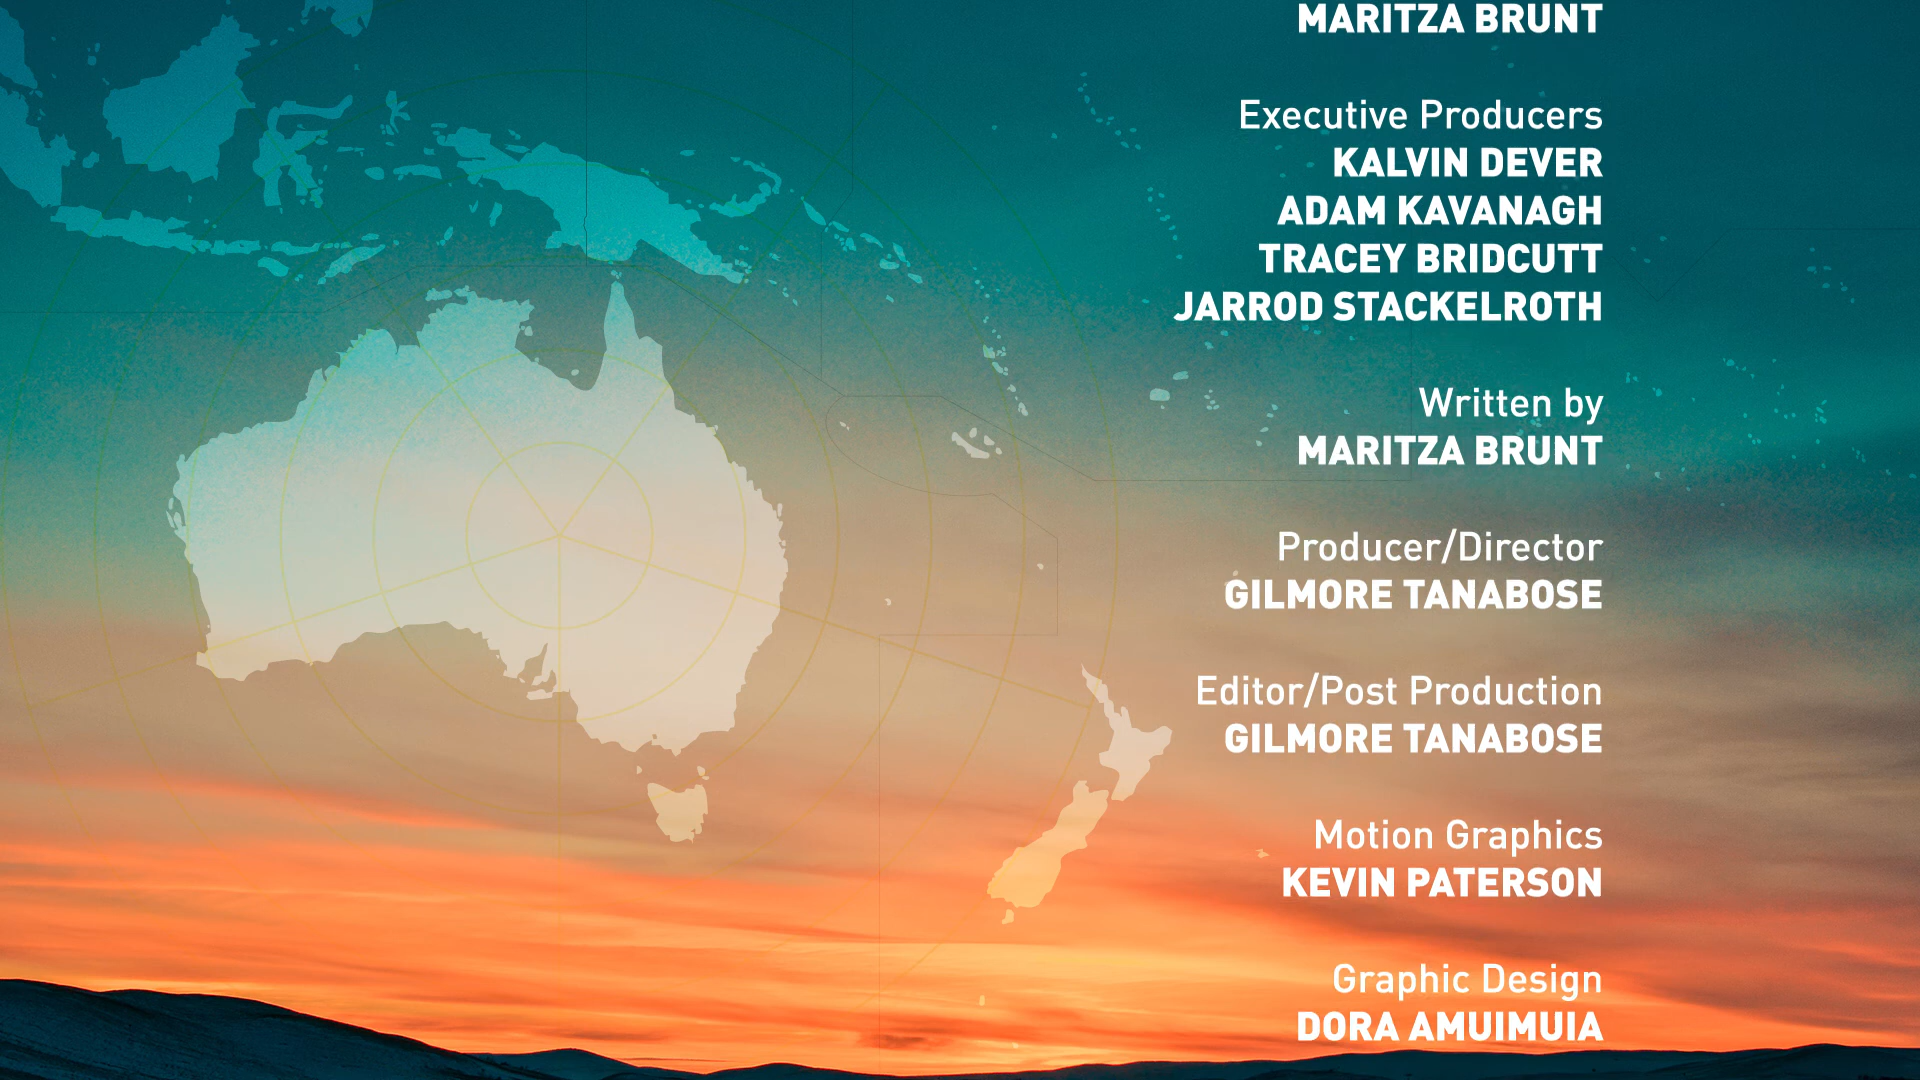 MARITZA BRUNT
Executive Producers
KALVIN DEVER
ADAM KAVANAGH
TRACEY BRIDCUTT
JARROD STACKELROTH
Written by
MARITZA BRUNT
Producer/Director
GILMORE TANABOSE
Editor/Post Production
GILMORE TANABOSE
Motion Graphics
KEVIN PATERSON
Graphic Design
DORA AMUIMUIA